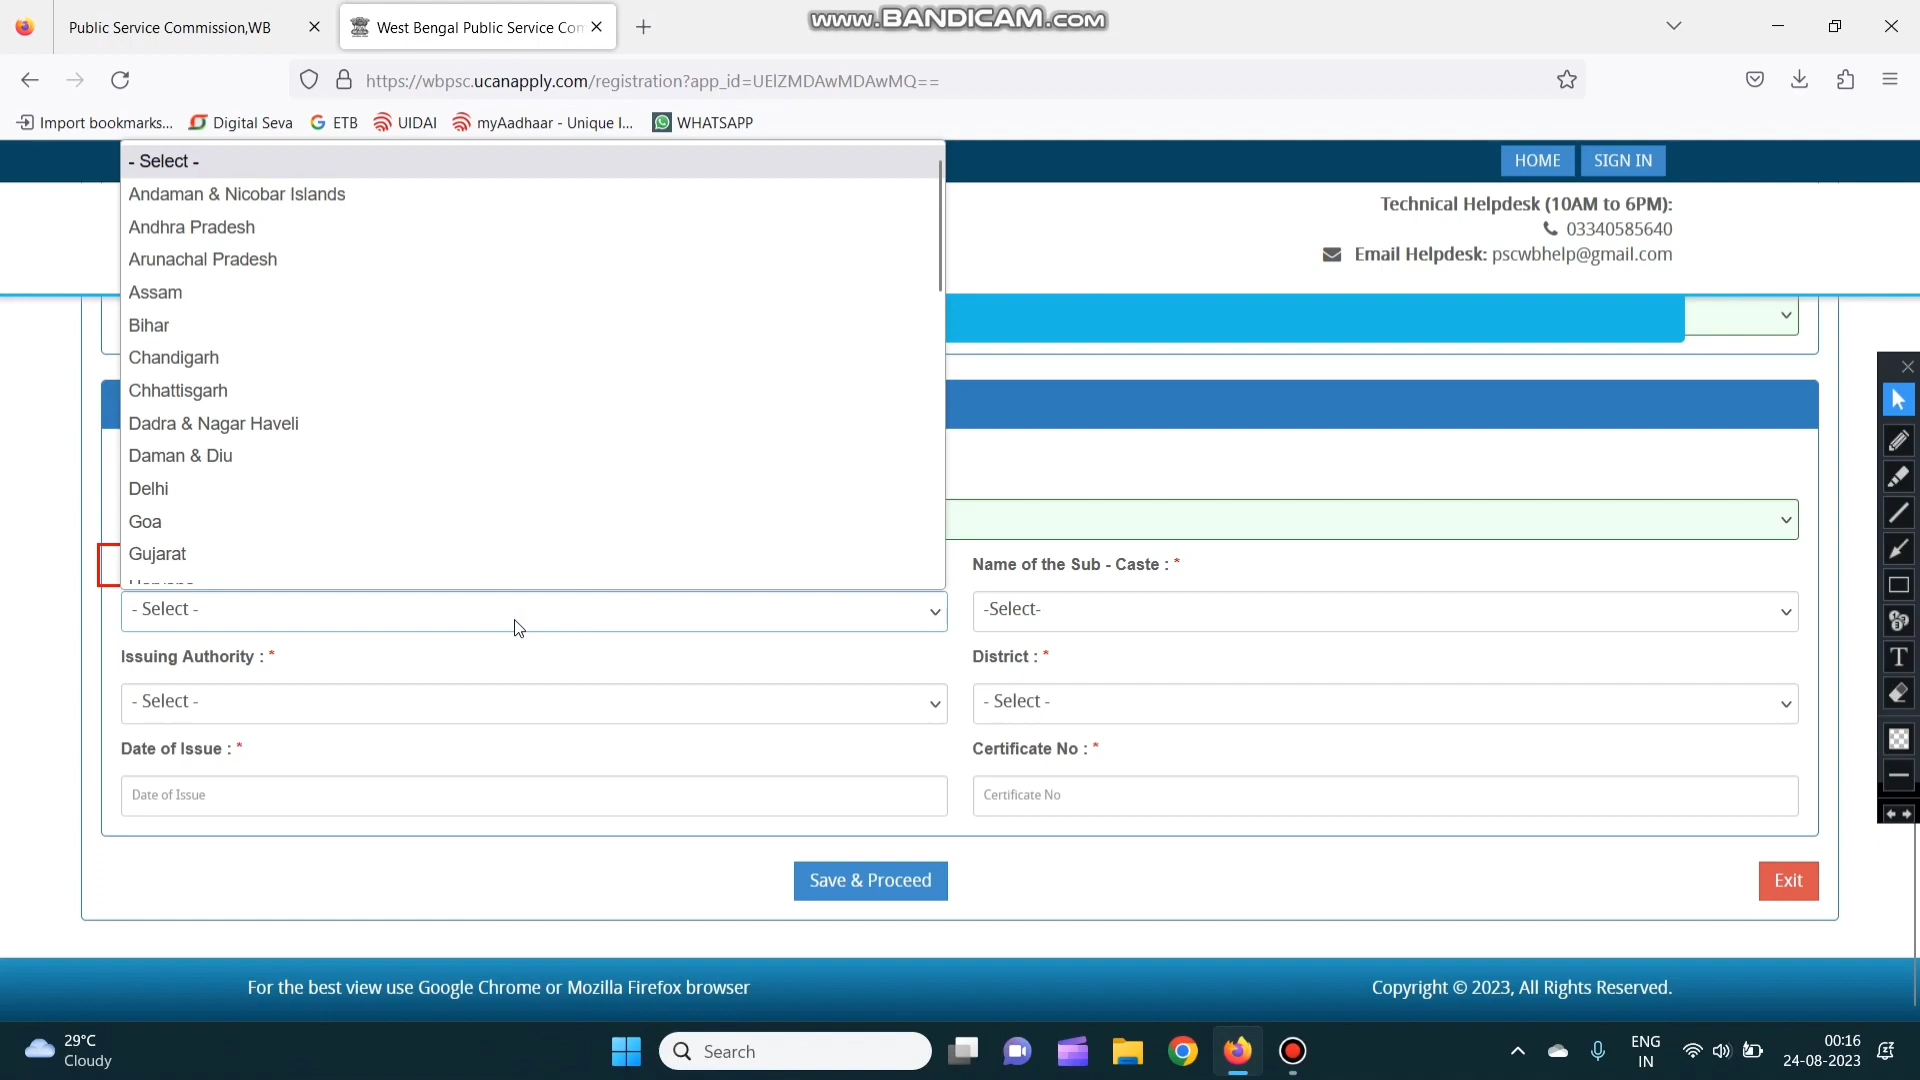 Public Service Commission,WB
West Bengal Public Service Con
www.BANDICAM.com
https://wbpsc.ucanapply.com/registration?app_id=UElZMDAwMDAwMQ==
Import bookmarks...
Digital Seva
ETB
UIDAI
myAadhaar - Unique I...
WHATSAPP
HOME
SIGN IN
Technical Helpdesk (10AM to 6PM):
03340585640
Email Helpdesk: pscwbhelp@gmail.com
- Select -
Andaman & Nicobar Islands
Andhra Pradesh
Arunachal Pradesh
Assam
Bihar
Chandigarh
Chhattisgarh
Dadra & Nagar Haveli
Daman & Diu
Delhi
Goa
Gujarat
Haryana
Name of the Sub - Caste : *
- Select -
-Select-
Issuing Authority : *
District : *
- Select -
- Select -
Date of Issue : *
Certificate No : *
Date of Issue
Certificate No
Save & Proceed
Exit
For the best view use Google Chrome or Mozilla Firefox browser
Copyright © 2023, All Rights Reserved.
29°C
Cloudy
Search
ENG
IN
00:16
24-08-2023